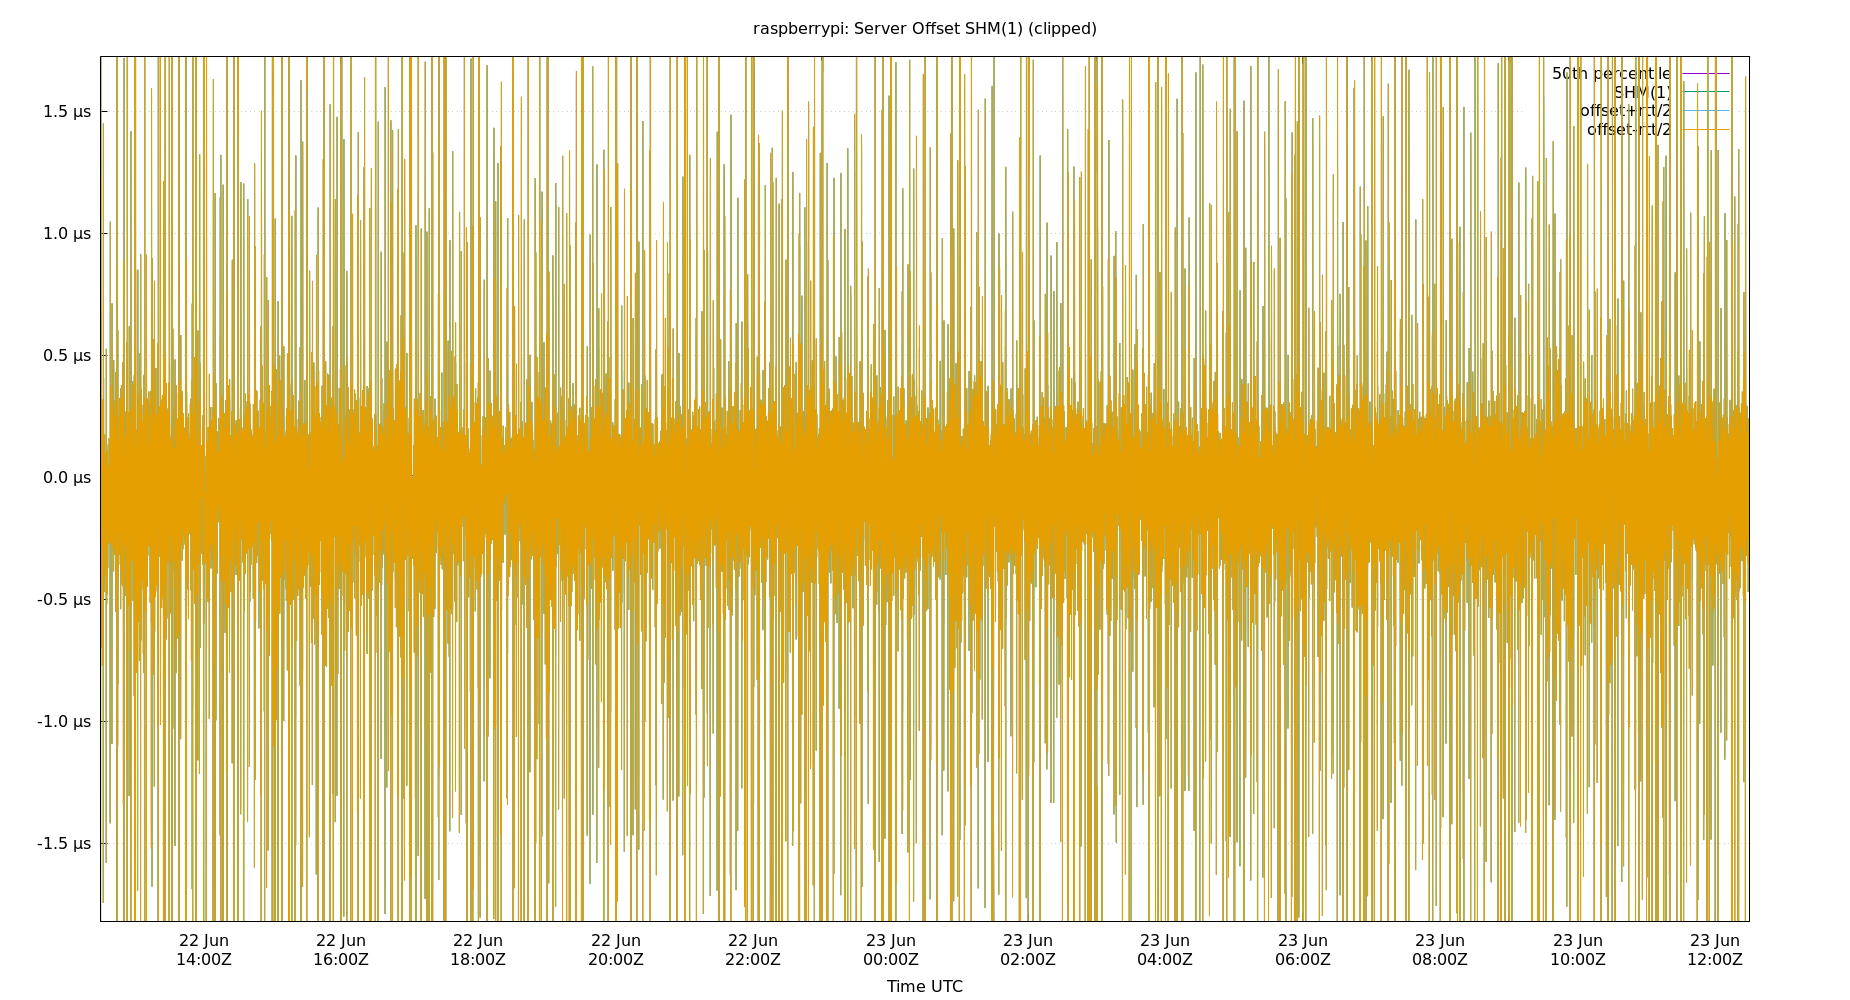 raspberrypi: Server Offset SHM(1) (clipped)
50th percentile
SHM(1)
offset+rtt/2
offset-rtt/2
1.5 µs
1.0 µs
0.5 µs
0.0 µs
-0.5 µs
-1.0 µs
-1.5 µs
22 Jun 22 Jun 22 Jun 22 Jun 22 Jun 23 Jun 23 Jun 23 Jun 23 Jun 23 Jun 23 Jun 23 Jun
14:00Z 16:00Z 18:00Z 20:00Z 22:00Z 00:00Z 02:00Z 04:00Z 06:00Z 08:00Z 10:00Z 12:00Z
Time UTC